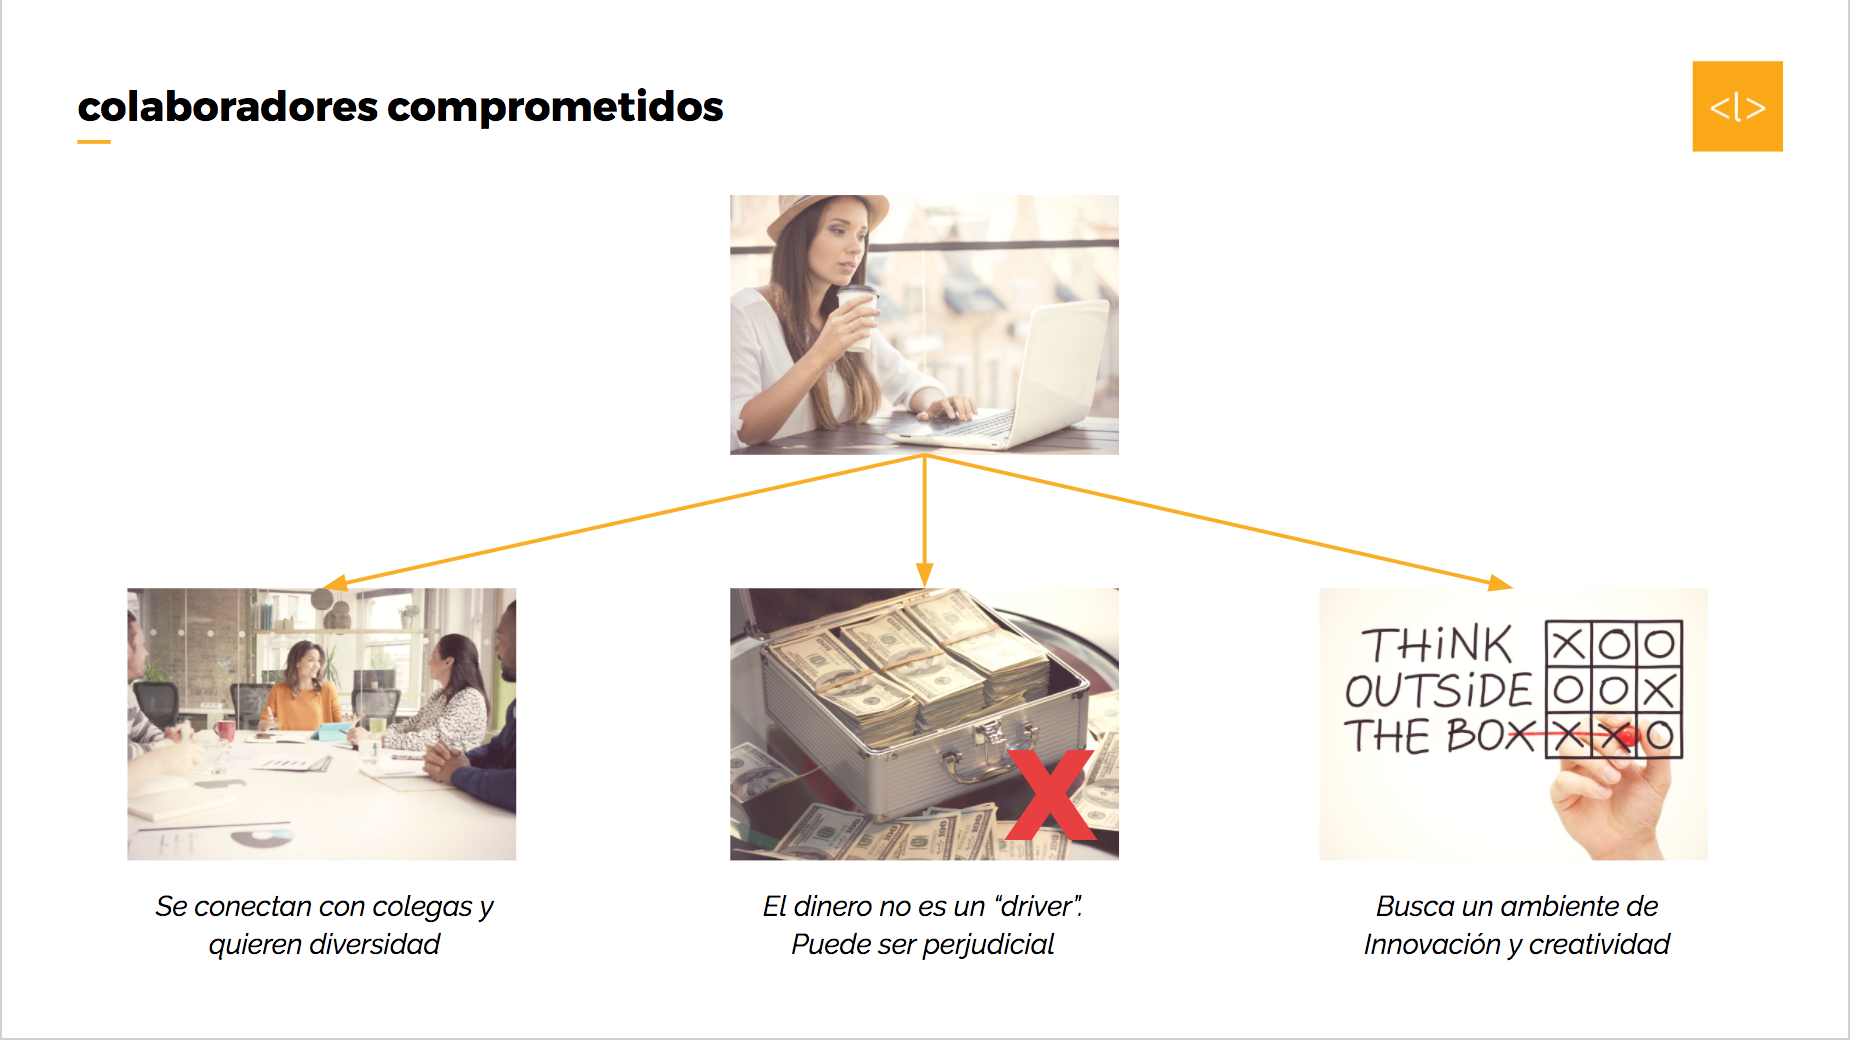 colaboradores comprometidos
<l>
THiNK
OUTSiDE
THE BOX
X O O
O O X
X X O
X
Se conectan con colegas y
quieren diversidad
El dinero no es un “driver”.
Puede ser perjudicial
Busca un ambiente de
Innovación y creatividad